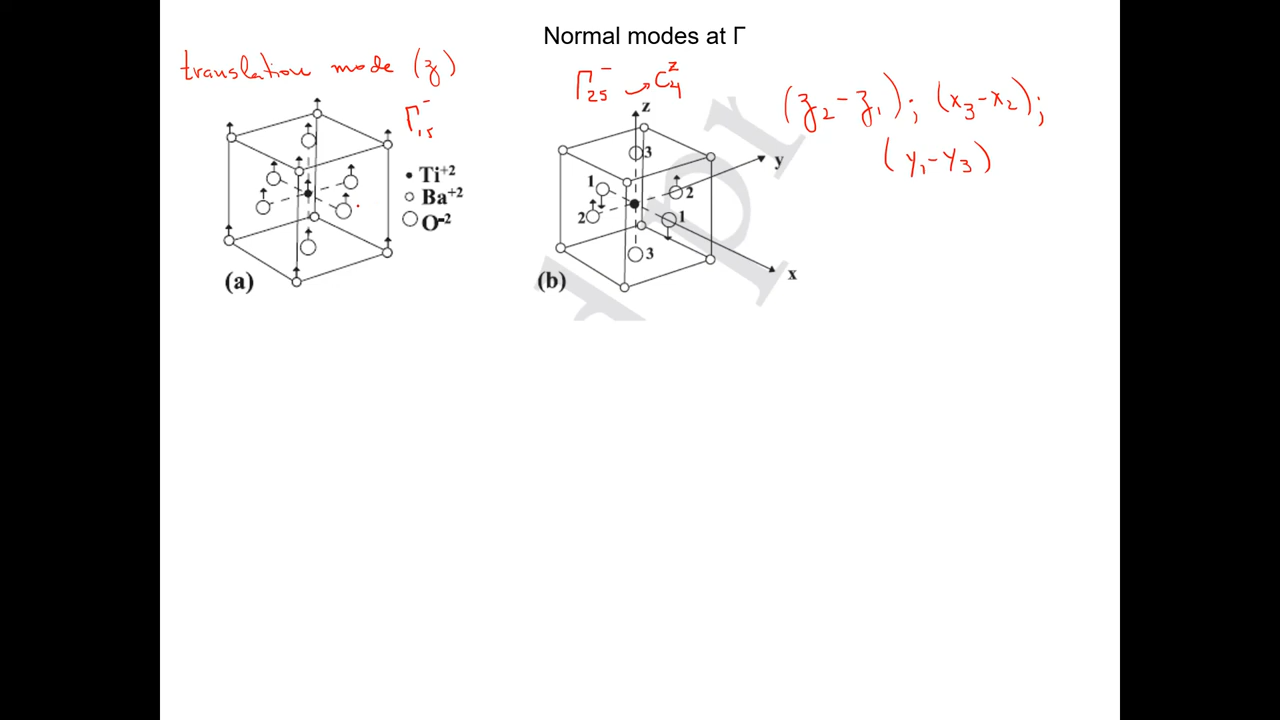 Normal modes at Γ
translation mode (z)
Γ₁₅⁻
Γ₂₅⁻ → C₄ᶻ
(z₂-z₁); (x₃-x₂);
(y₁-y₃)
Ti⁺²
Ba⁺²
O⁻²
(a)
z
y
x
3
1
2
2
1
3
(b)
pr